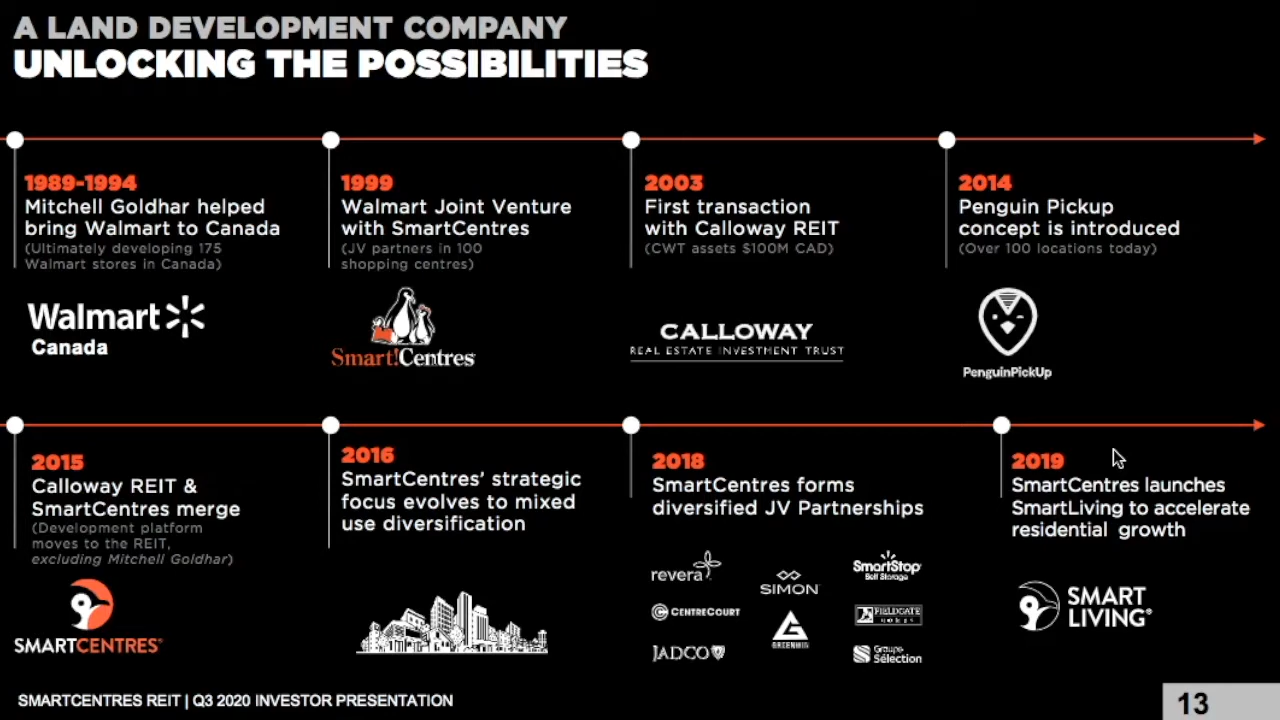 A LAND DEVELOPMENT COMPANY
UNLOCKING THE POSSIBILITIES
1989-1994
Mitchell Goldhar helped
bring Walmart to Canada
(Ultimately developing 175
Walmart stores in Canada)
Walmart
Canada
1999
Walmart Joint Venture
with SmartCentres
(JV partners in 100
shopping centres)
Smart!Centres
2003
First transaction
with Calloway REIT
(CWT assets $100M CAD)
CALLOWAY
REAL ESTATE INVESTMENT TRUST
2014
Penguin Pickup
concept is introduced
(Over 100 locations today)
PenguinPickUp
2015
Calloway REIT &
SmartCentres merge
(Development platform
moves to the REIT,
excluding Mitchell Goldhar)
SMARTCENTRES®
2016
SmartCentres' strategic
focus evolves to mixed
use diversification
2018
SmartCentres forms
diversified JV Partnerships
revera
SIMON
SmartStop
Self Storage
CENTRECOURT
GREENWIN
FIELDGATE
HOMES
JADCO
Groupe
Sélection
2019
SmartCentres launches
SmartLiving to accelerate
residential growth
SMART
LIVING®
SMARTCENTRES REIT | Q3 2020 INVESTOR PRESENTATION
13